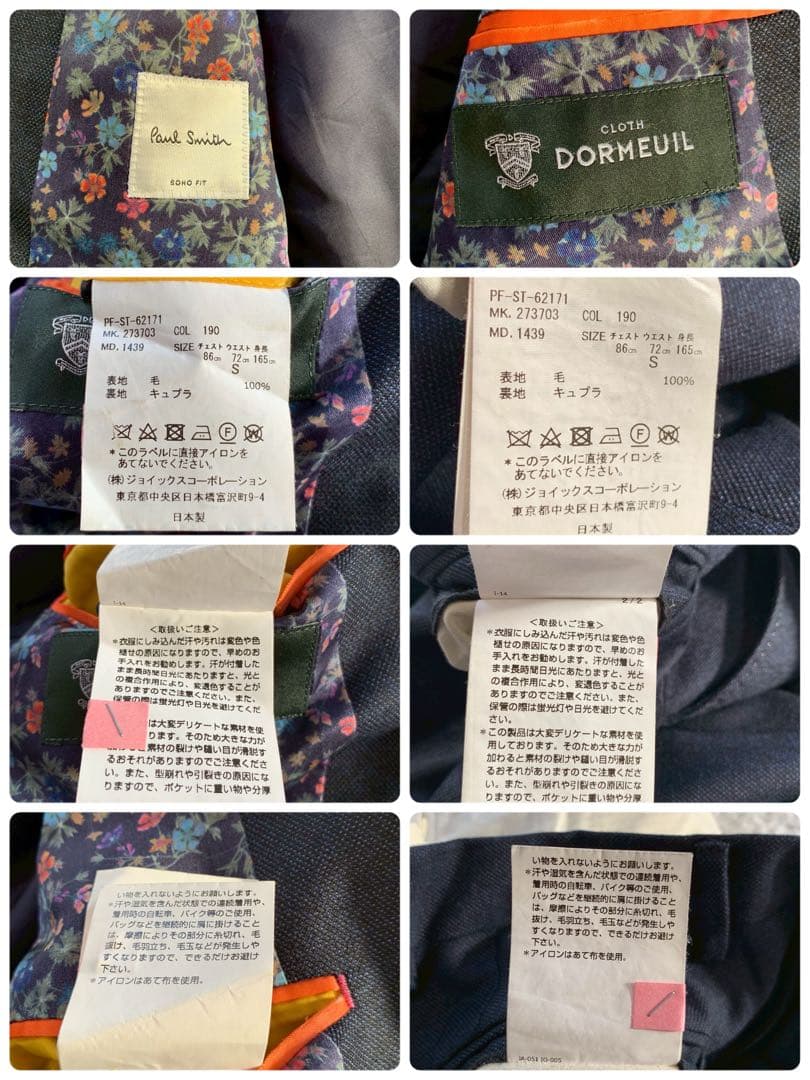 Paul Smith
SOHO FIT
CLOTH
DORMEUIL
PF-ST-62171
MK. 273703 COL 190
MD. 1439 SIZE チェスト ウエスト 身長
86cm 72cm 165cm
S
表地 毛 100%
裏地 キュプラ
*このラベルに直接アイロンを
あてないでください。
(株)ジョイックスコーポレーション
東京都中央区日本橋富沢町9-4
日本製
PF-ST-62171
MK. 273703 COL 190
MD. 1439 SIZE チェスト ウエスト 身長
86cm 72cm 165cm
S
表地 毛 100%
裏地 キュプラ
*このラベルに直接アイロンを
あてないでください。
(株)ジョイックスコーポレーション
東京都中央区日本橋富沢町9-4
日本製
<取扱いご注意>
*衣服にしみ込んだ汗や汚れは変色や色
褪せの原因になりますので、早めのお
手入れをお勧めします。汗が付着した
まま長時間日光にあたりますと、光と
の複合作用により、変退色することが
ありますのでご注意ください。また、
保管の際は蛍光灯や日光を避けてくだ
は大変デリケートな素材を使
ります。そのため大きな力が
加わると素材の裂けや縫い目が滑脱す
るおそれがありますのでご注意くださ
い。また、型崩れや引裂きの原因にな
りますので、ポケットに重い物や分厚
2/2
<取扱いご注意>
*衣服にしみ込んだ汗や汚れは変色や色
褪せの原因になりますので、早めのお
手入れをお勧めします。汗が付着した
まま長時間日光にあたりますと、光と
の複合作用により、変退色することが
ありますのでご注意ください。また、
保管の際は蛍光灯や日光を避けてくだ
さい。
*この製品は大変デリケートな素材を使
用しております。そのため大きな力が
加わると素材の裂けや縫い目が滑脱す
るおそれがありますのでご注意くださ
い。また、型崩れや引裂きの原因にな
りますので、ポケットに重い物や分厚
い物を入れないようにお願いします。
*汗や湿気を含んだ状態での連続着用や、
着用時の自転車、バイク等のご使用、
バッグなどを継続的に肩に掛けること
は、摩擦によりその部分に糸切れ、毛
抜け、毛羽立ち、毛玉などが発生しや
すくなりますので、できるだけお避け
下さい。
*アイロンはあて布を使用。
い物を入れないようにお願いします。
*汗や湿気を含んだ状態での連続着用や、
着用時の自転車、バイク等のご使用、
バッグなどを継続的に肩に掛けること
は、摩擦によりその部分に糸切れ、毛
抜け、毛羽立ち、毛玉などが発生しや
すくなりますので、できるだけお避け
下さい。
*アイロンはあて布を使用。
IA-051 IO-005